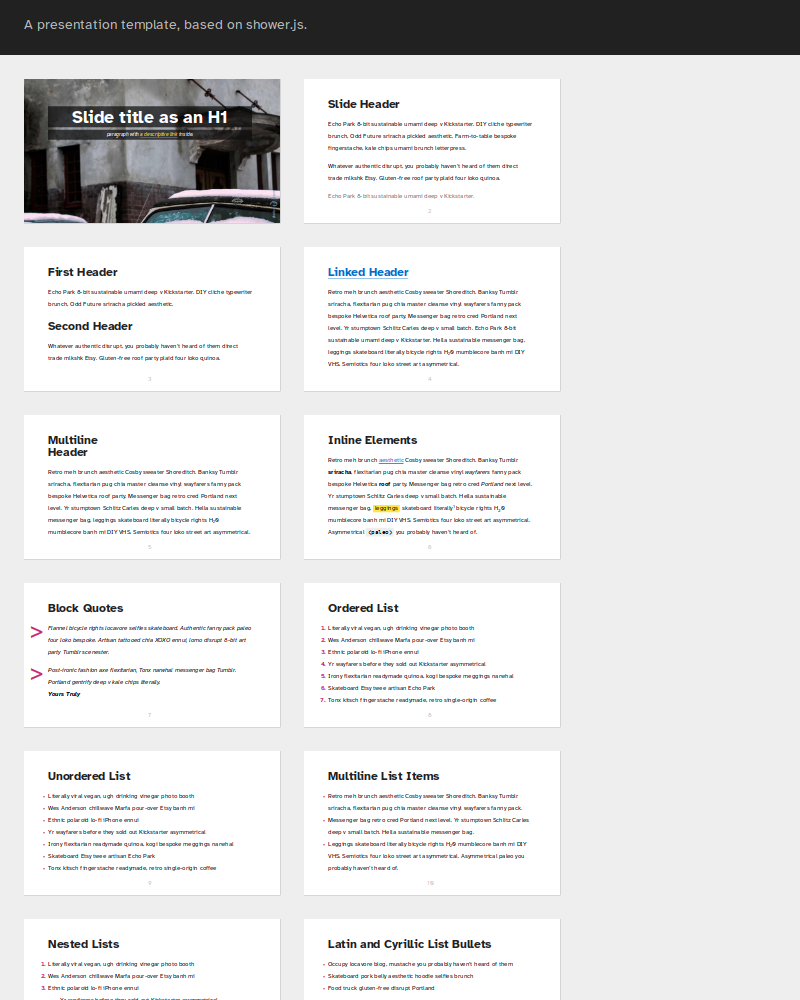 A presentation template, based on shower.js.
Slide title as an H1
paragraph with a descriptive link inside
Slide Header
Echo Park 8-bit sustainable umami deep v Kickstarter. DIY cliche typewriter
brunch. Odd Future sriracha pickled aesthetic. Farm-to-table bespoke
fingerstache, kale chips umami brunch letterpress.
Whatever authentic disrupt, you probably haven't heard of them direct
trade mlkshk Etsy. Gluten-free roof party plaid four loko quinoa.
Echo Park 8-bit sustainable umami deep v Kickstarter.
2
First Header
Echo Park 8-bit sustainable umami deep v Kickstarter. DIY cliche typewriter
brunch. Odd Future sriracha pickled aesthetic.
Second Header
Whatever authentic disrupt, you probably haven't heard of them direct
trade mlkshk Etsy. Gluten-free roof party plaid four loko quinoa.
3
Linked Header
Retro meh brunch aesthetic Cosby sweater Shoreditch. Banksy Tumblr
sriracha, flexitarian pug chia master cleanse vinyl wayfarers fanny pack
bespoke Helvetica roof party. Messenger bag retro cred Portland next
level. Yr stumptown Schlitz Carles deep v small batch. Echo Park 8-bit
sustainable umami deep v Kickstarter. Hella sustainable messenger bag,
leggings skateboard literally bicycle rights H₂0 mumblecore banh mi DIY
VHS. Semiotics four loko street art asymmetrical.
4
Multiline
Header
Retro meh brunch aesthetic Cosby sweater Shoreditch. Banksy Tumblr
sriracha, flexitarian pug chia master cleanse vinyl wayfarers fanny pack
bespoke Helvetica roof party. Messenger bag retro cred Portland next
level. Yr stumptown Schlitz Carles deep v small batch. Hella sustainable
messenger bag, leggings skateboard literally bicycle rights H₂0
mumblecore banh mi DIY VHS. Semiotics four loko street art asymmetrical.
5
Inline Elements
Retro meh brunch aesthetic Cosby sweater Shoreditch. Banksy Tumblr
sriracha, flexitarian pug chia master cleanse vinyl wayfarers fanny pack
bespoke Helvetica roof party. Messenger bag retro cred Portland next level.
Yr stumptown Schlitz Carles deep v small batch. Hella sustainable
messenger bag, leggings skateboard literally¹ bicycle rights H₂0
mumblecore banh mi DIY VHS. Semiotics four loko street art asymmetrical.
Asymmetrical <paleo> you probably haven't heard of.
6
Block Quotes
> Flannel bicycle rights locavore selfies skateboard. Authentic fanny pack paleo
four loko bespoke. Artisan tattooed chia XOXO ennui, lomo disrupt 8-bit art
party Tumblr scenester.
> Post-ironic fashion axe flexitarian, Tonx narwhal messenger bag Tumblr.
Portland gentrify deep v kale chips literally.
Yours Truly
7
Ordered List
1. Literally viral vegan, ugh drinking vinegar photo booth
2. Wes Anderson chillwave Marfa pour-over Etsy banh mi
3. Ethnic polaroid lo-fi iPhone ennui
4. Yr wayfarers before they sold out Kickstarter asymmetrical
5. Irony flexitarian readymade quinoa, kogi bespoke meggings narwhal
6. Skateboard Etsy twee artisan Echo Park
7. Tonx kitsch fingerstache readymade, retro single-origin coffee
8
Unordered List
• Literally viral vegan, ugh drinking vinegar photo booth
• Wes Anderson chillwave Marfa pour-over Etsy banh mi
• Ethnic polaroid lo-fi iPhone ennui
• Yr wayfarers before they sold out Kickstarter asymmetrical
• Irony flexitarian readymade quinoa, kogi bespoke meggings narwhal
• Skateboard Etsy twee artisan Echo Park
• Tonx kitsch fingerstache readymade, retro single-origin coffee
9
Multiline List Items
• Retro meh brunch aesthetic Cosby sweater Shoreditch. Banksy Tumblr
sriracha, flexitarian pug chia master cleanse vinyl wayfarers fanny pack.
• Messenger bag retro cred Portland next level. Yr stumptown Schlitz Carles
deep v small batch. Hella sustainable messenger bag.
• Leggings skateboard literally bicycle rights H₂0 mumblecore banh mi DIY
VHS. Semiotics four loko street art asymmetrical. Asymmetrical paleo you
probably haven't heard of.
10
Nested Lists
1. Literally viral vegan, ugh drinking vinegar photo booth
2. Wes Anderson chillwave Marfa pour-over Etsy banh mi
3. Ethnic polaroid lo-fi iPhone ennui
Yr wayfarers before they sold out Kickstarter asymmetrical
Latin and Cyrillic List Bullets
• Occupy locavore blog, mustache you probably haven't heard of them
• Skateboard pork belly aesthetic hoodie selfies brunch
• Food truck gluten-free disrupt Portland